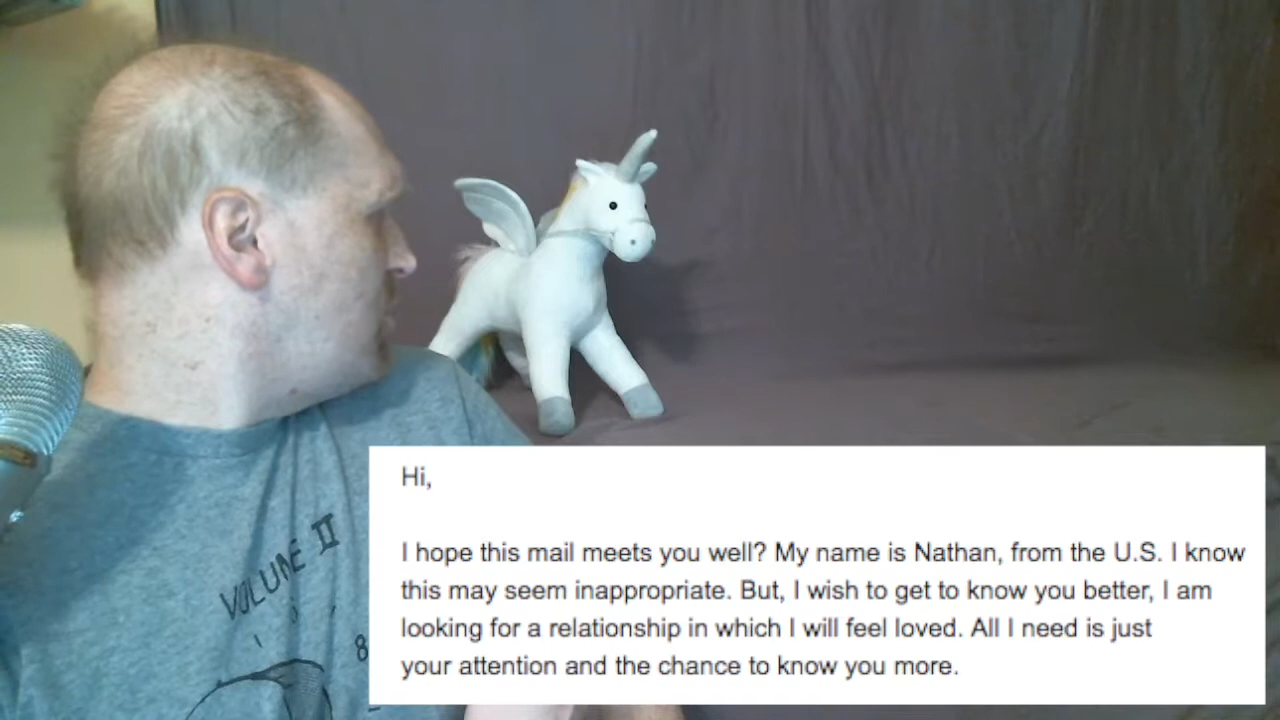 VOLUME II
8
Hi,
I hope this mail meets you well? My name is Nathan, from the U.S. I know
this may seem inappropriate. But, I wish to get to know you better, I am
looking for a relationship in which I will feel loved. All I need is just
your attention and the chance to know you more.